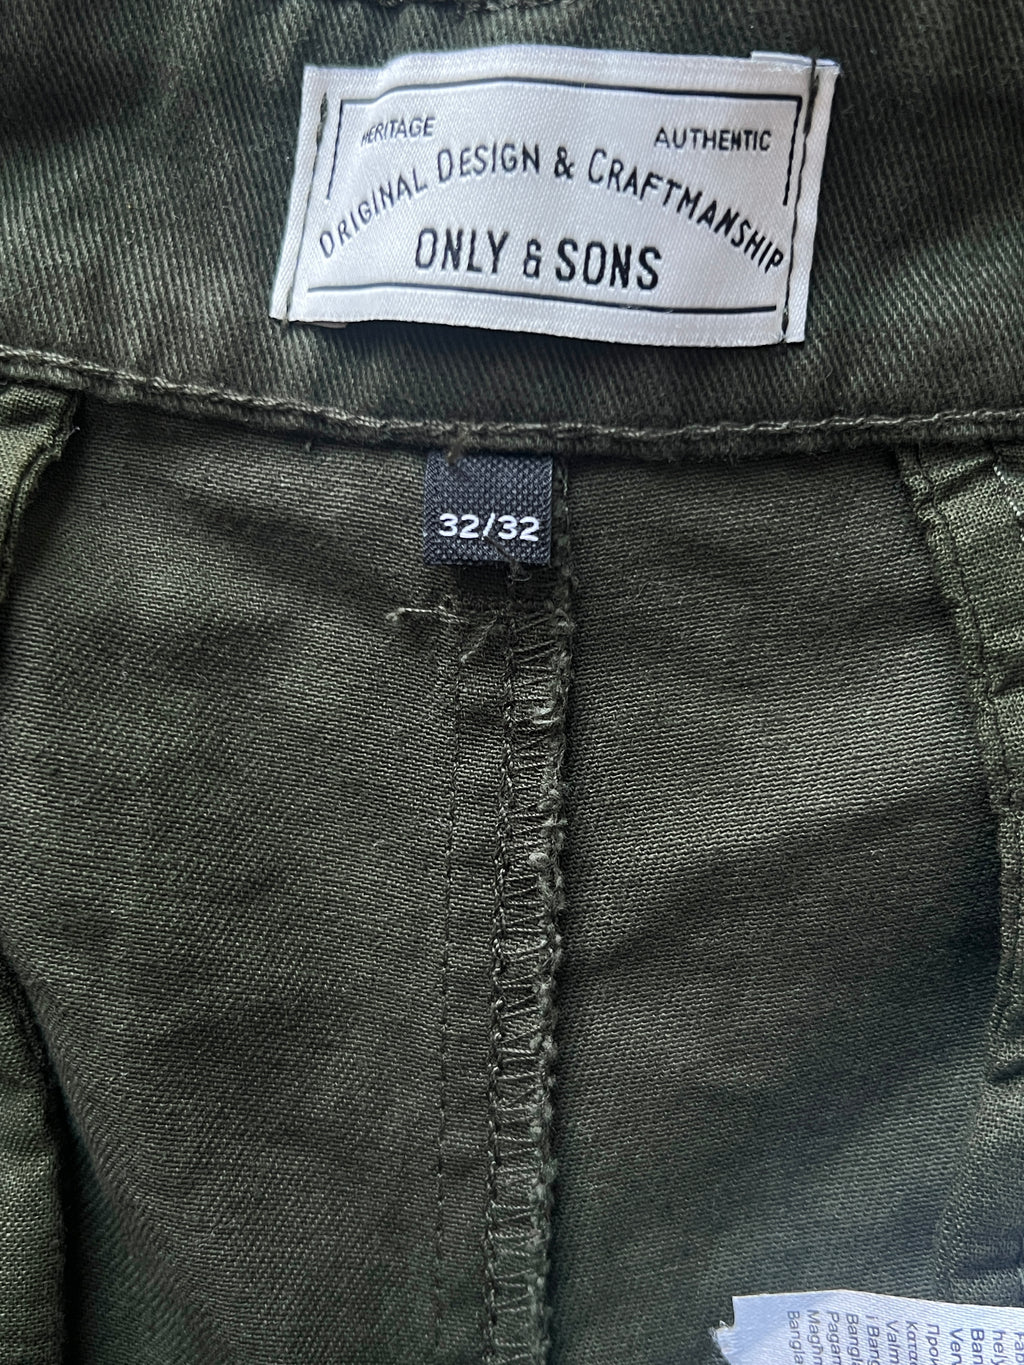 HERITAGE
AUTHENTIC
ORIGINAL DESIGN & CRAFTMANSHIP
ONLY & SONS
32/32